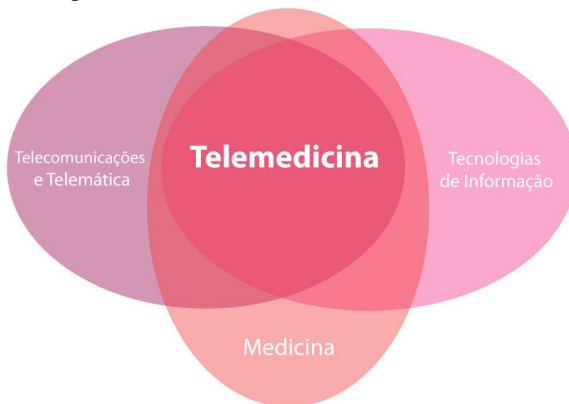 Telecomunicações
e Telemática
Telemedicina
Tecnologias
de Informação
Medicina